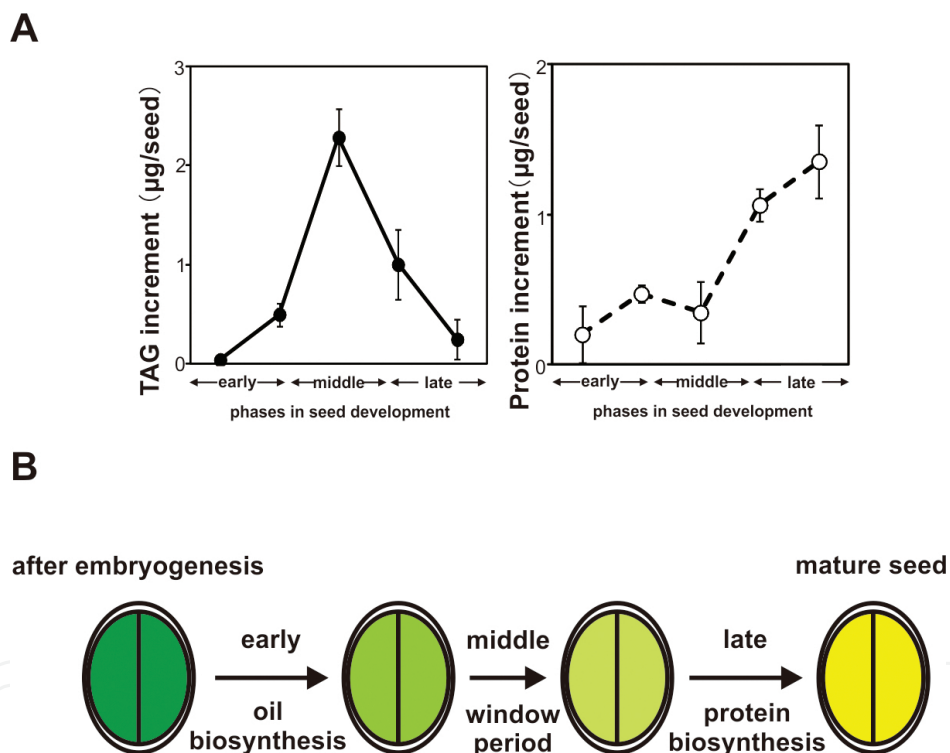 A
TAG increment (μg/seed)
3
2
1
0
early
middle
late
phases in seed development
Protein increment(μg/seed)
2
1
0
early
middle
late
phases in seed development
B
after embryogenesis
mature seed
early
middle
late
oil
biosynthesis
window
period
protein
biosynthesis